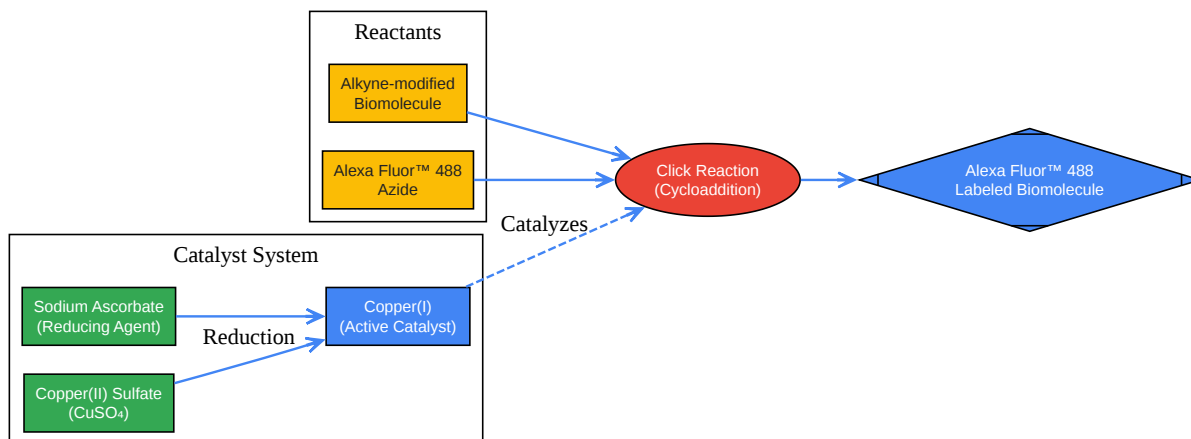 Reactants
Alkyne-modified
Biomolecule
Alexa Fluor™ 488
Azide
Click Reaction
(Cycloaddition)
Alexa Fluor™ 488
Labeled Biomolecule
Catalyzes
Catalyst System
Sodium Ascorbate
(Reducing Agent)
Copper(I)
(Active Catalyst)
Reduction
Copper(II) Sulfate
(CuSO₄)